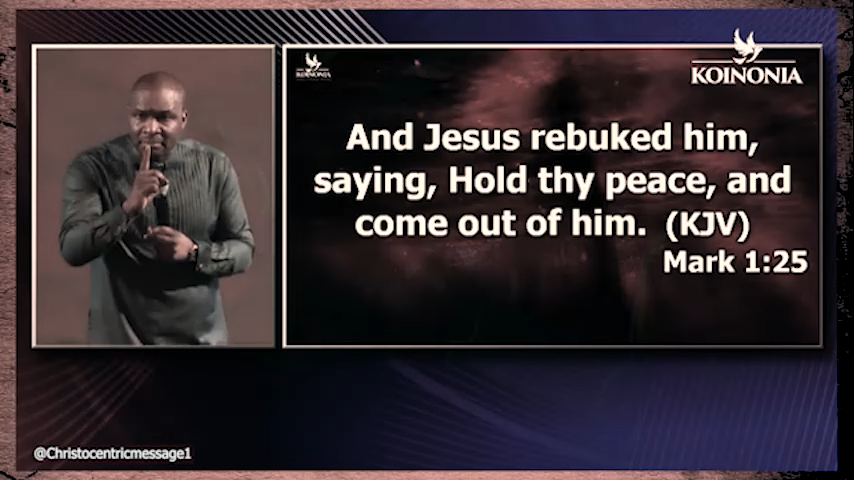 KOINONIA
KOINONIA
And Jesus rebuked him,
saying, Hold thy peace, and
come out of him. (KJV)
Mark 1:25
@Christocentricmessage1